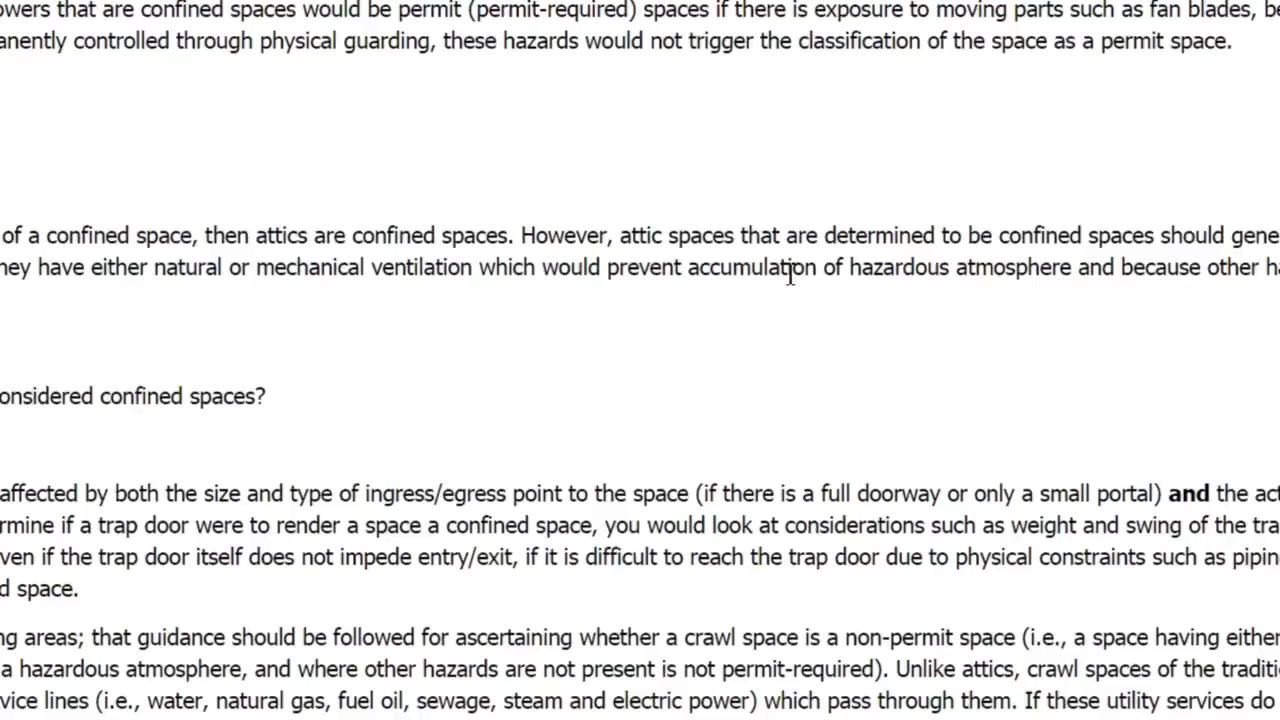 owers that are confined spaces would be permit (permit-required) spaces if there is exposure to moving parts such as fan blades, be
anently controlled through physical guarding, these hazards would not trigger the classification of the space as a permit space.
of a confined space, then attics are confined spaces. However, attic spaces that are determined to be confined spaces should gene
hey have either natural or mechanical ventilation which would prevent accumulation of hazardous atmosphere and because other ha
onsidered confined spaces?
affected by both the size and type of ingress/egress point to the space (if there is a full doorway or only a small portal) and the act
ermine if a trap door were to render a space a confined space, you would look at considerations such as weight and swing of the tra
ven if the trap door itself does not impede entry/exit, if it is difficult to reach the trap door due to physical constraints such as pipin
d space.
ng areas; that guidance should be followed for ascertaining whether a crawl space is a non-permit space (i.e., a space having either
a hazardous atmosphere, and where other hazards are not present is not permit-required). Unlike attics, crawl spaces of the traditi
vice lines (i.e., water, natural gas, fuel oil, sewage, steam and electric power) which pass through them. If these utility services do